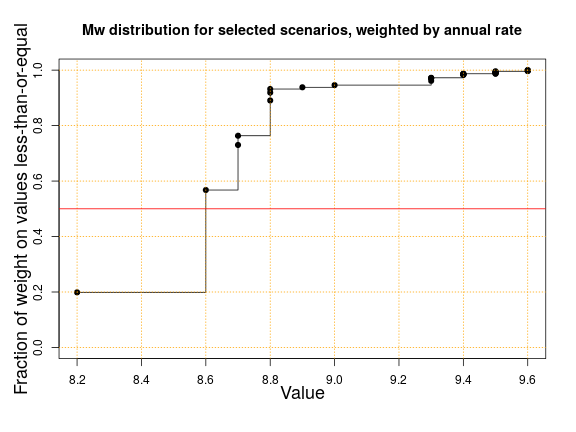 Mw distribution for selected scenarios, weighted by annual rate
Fraction of weight on values less-than-or-equal
1.0
0.8
0.6
0.4
0.2
0.0
8.2 8.4 8.6 8.8 9.0 9.2 9.4 9.6
Value